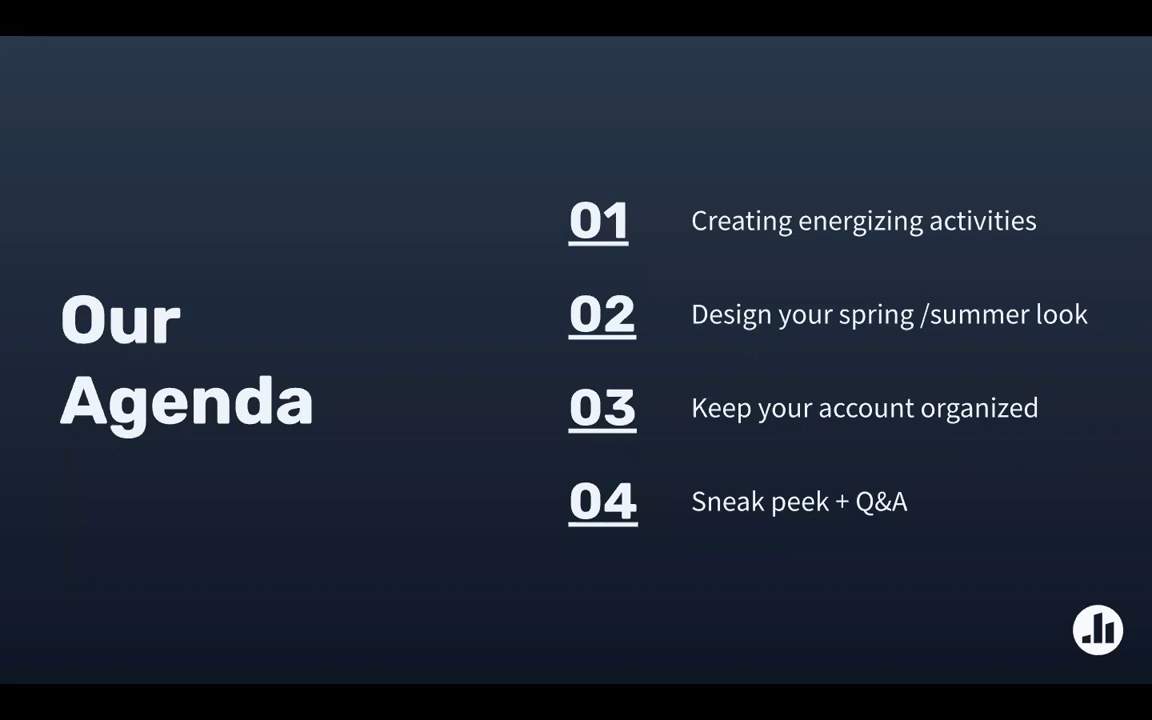 Our
Agenda
01 Creating energizing activities
02 Design your spring /summer look
03 Keep your account organized
04 Sneak peek + Q&A